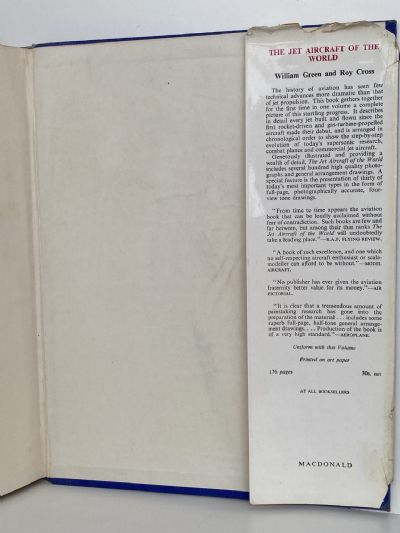 THE JET AIRCRAFT OF THE
WORLD
William Green and Roy Cross
The history of aviation has seen few
technical advances more dramatic than that
of jet propulsion. This book gathers together
for the first time in one volume a complete
picture of this startling progress. It describes
in detail every jet built and flown since the
first rocket-driven and gas-turbine-propelled
aircraft made their debut, and is arranged in
chronological order to show the step-by-step
evolution of today's supersonic research,
combat planes and commercial jet aircraft.
Generously illustrated and providing a
wealth of detail, The Jet Aircraft of the World
includes several hundred high quality photo-
graphs and general arrangement drawings. A
special feature is the presentation of thirty of
today's most important types in the form of
full-page, photographically accurate, four-
view tone drawings.
"From time to time appears the aviation
book that can be loudly acclaimed without
fear of contradiction. Such books are few and
far between, but among their thin ranks The
Jet Aircraft of the World will undoubtedly
take a leading place."—R.A.F. FLYING REVIEW.
"A book of such excellence, and one which
no self-respecting aircraft enthusiast or scale-
modeller can afford to be without."—MODEL
AIRCRAFT.
"No publisher has ever given the aviation
fraternity better value for its money."—AIR
PICTORIAL.
"It is clear that a tremendous amount of
painstaking research has gone into the
preparation of the material . . . includes some
superb full-page, half-tone general arrange-
ment drawings. . . . Production of the book is
of a very high standard."—AEROPLANE.
Uniform with this Volume
Printed on art paper
176 pages 30s. net
AT ALL BOOKSELLERS
MACDONALD